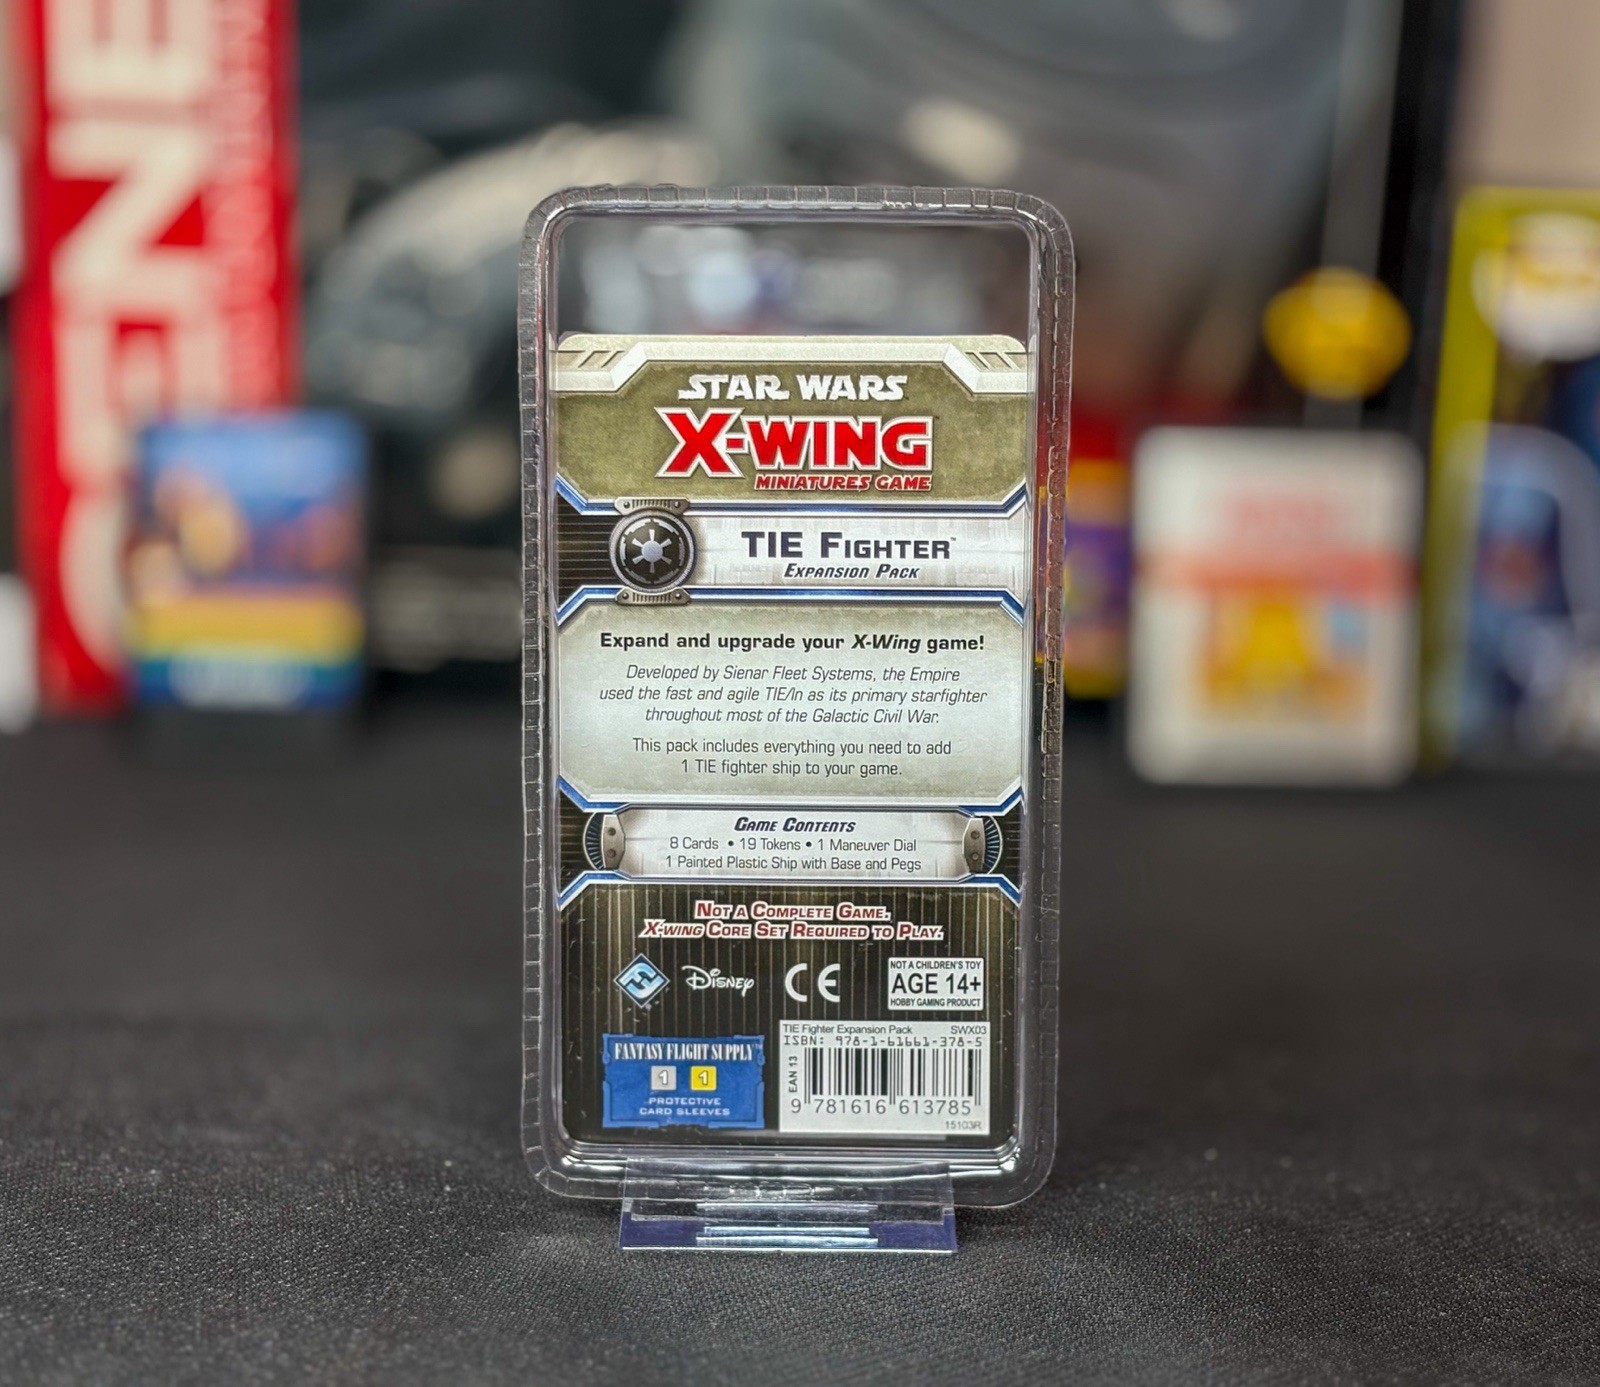 STAR WARS
X-WING™
MINIATURES GAME
TIE FIGHTER™
EXPANSION PACK
Expand and upgrade your X-Wing game!
Developed by Sienar Fleet Systems, the Empire
used the fast and agile TIE/ln as its primary starfighter
throughout most of the Galactic Civil War.
This pack includes everything you need to add
1 TIE fighter ship to your game.
GAME CONTENTS
8 Cards • 19 Tokens • 1 Maneuver Dial
1 Painted Plastic Ship with Base and Pegs
NOT A COMPLETE GAME.
X-WING CORE SET REQUIRED TO PLAY.
DISNEY
CE
NOT A CHILDREN'S TOY
AGE 14+
HOBBY GAMING PRODUCT
FANTASY FLIGHT SUPPLY™
1 1
PROTECTIVE
CARD SLEEVES
TIE Fighter Expansion Pack SWX03
ISBN: 978-1-61661-378-5
EAN 13
9 781616 613785
15103R